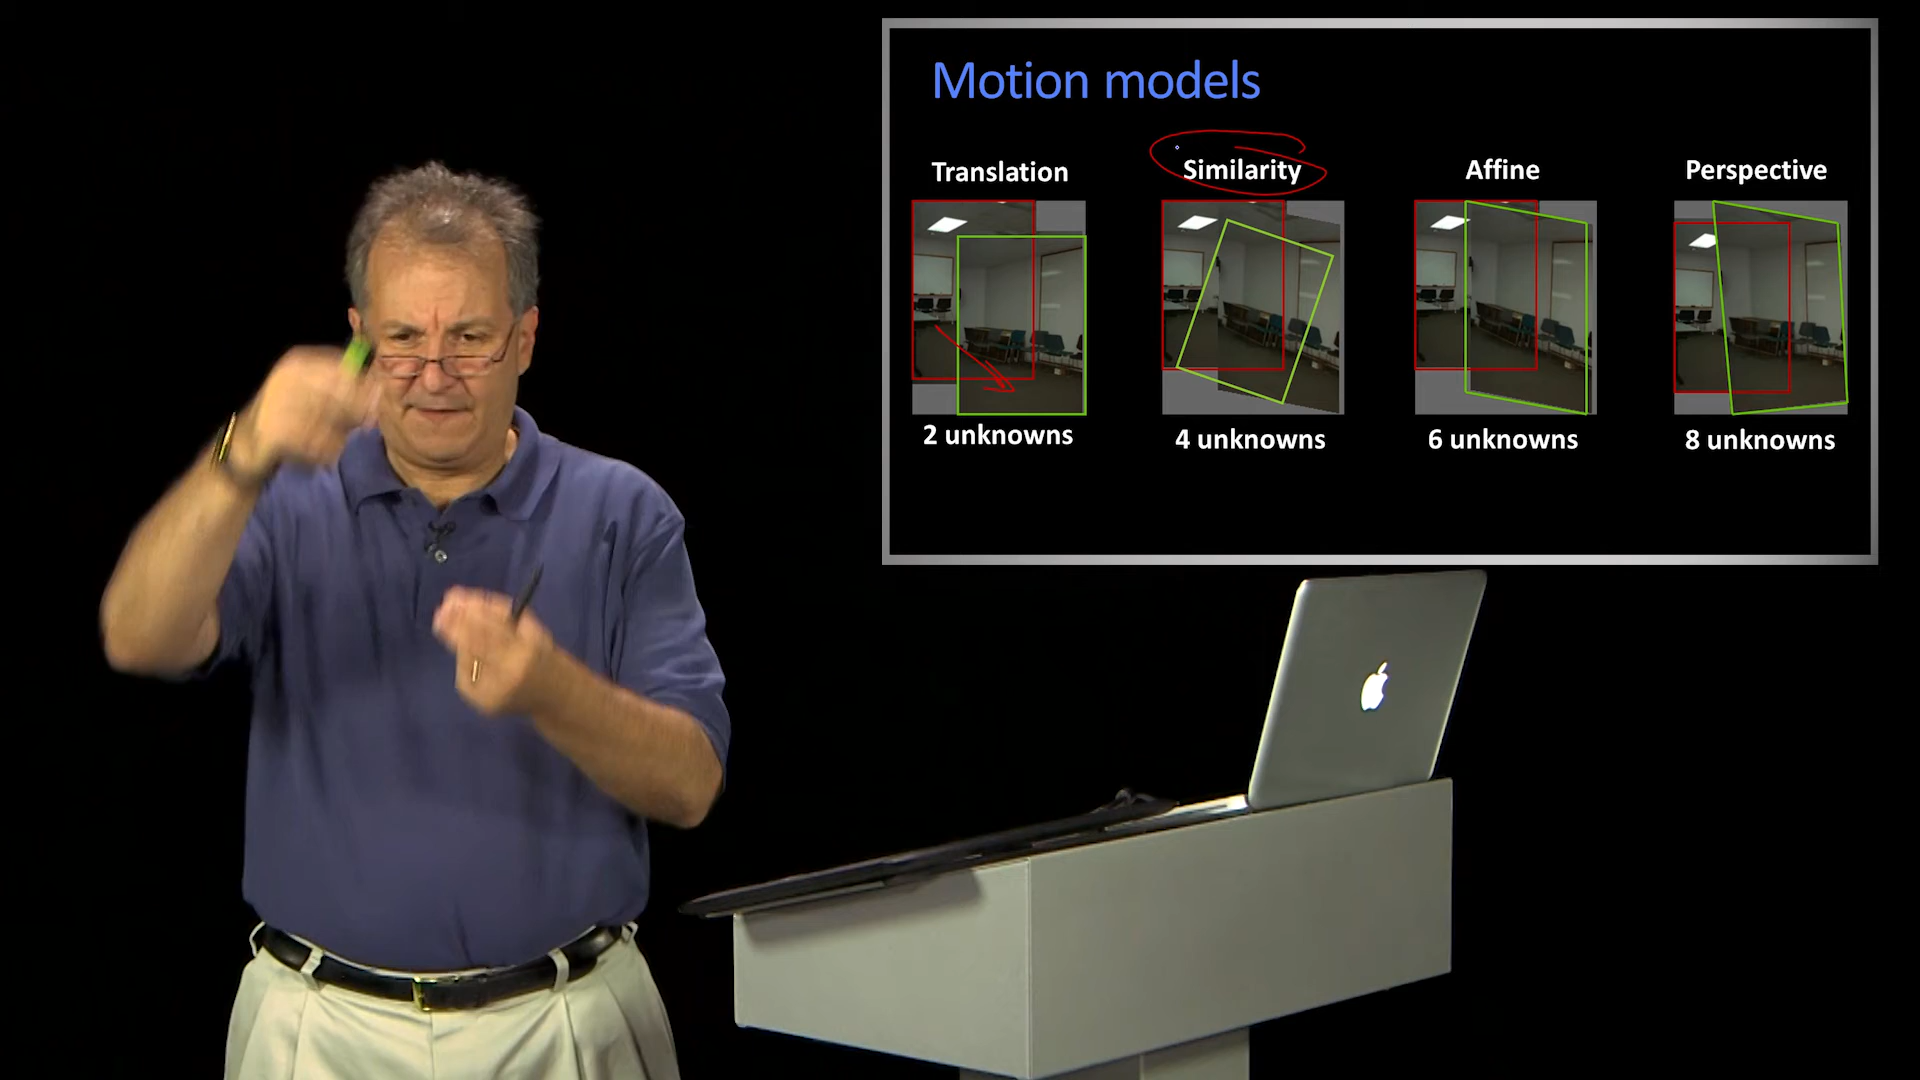 Motion models
Translation Similarity Affine Perspective
2 unknowns 4 unknowns 6 unknowns 8 unknowns